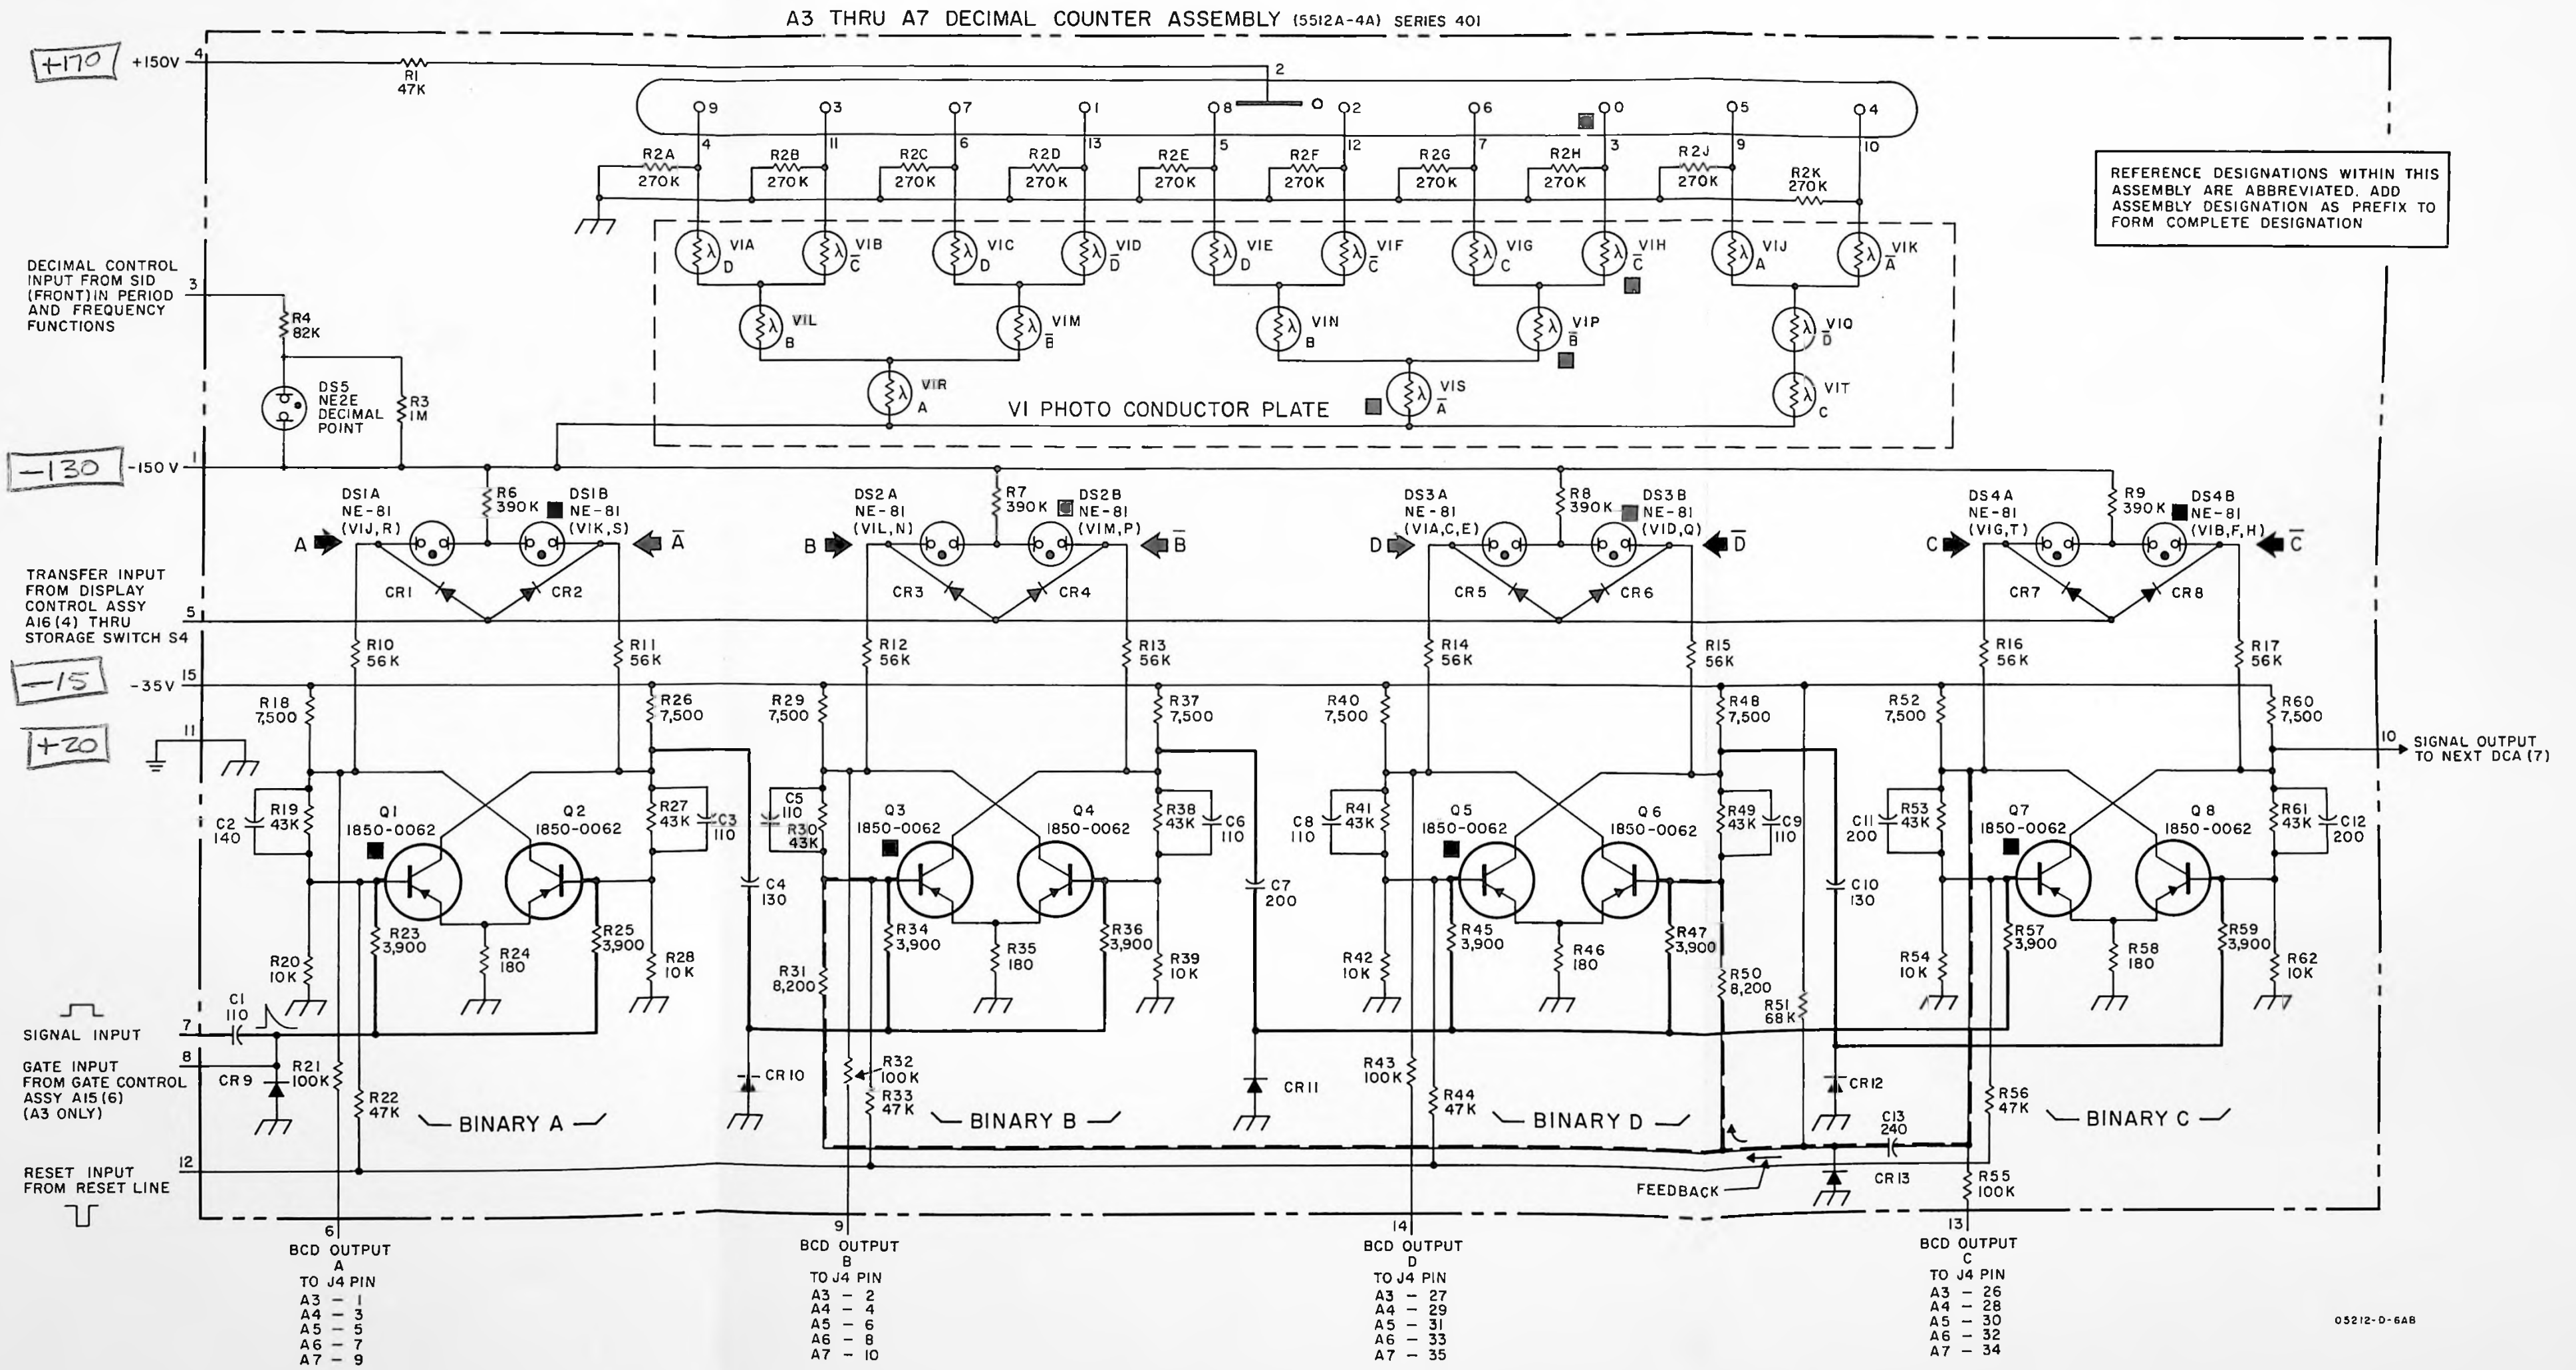 A3 THRU A7 DECIMAL COUNTER ASSEMBLY (5512A-4A) SERIES 401
+170
+150V
4
R1
47K
2
9
3
7
1
8
O
2
6
0
5
4
4
11
6
13
5
12
7
3
9
10
R2A
270K
R2B
270K
R2C
270K
R2D
270K
R2E
270K
R2F
270K
R2G
270K
R2H
270K
R2J
270K
R2K
270K
REFERENCE DESIGNATIONS WITHIN THIS
ASSEMBLY ARE ABBREVIATED. ADD
ASSEMBLY DESIGNATION AS PREFIX TO
FORM COMPLETE DESIGNATION
V1A
D
V1B
C̅
V1C
D
V1D
D̅
V1E
D
V1F
C̅
V1G
C
V1H
C̅
V1J
A
V1K
A̅
V1L
B
V1M
B̅
V1N
B
V1P
B̅
V1Q
D̅
V1R
A
V1S
A̅
V1T
C
V1 PHOTO CONDUCTOR PLATE
DECIMAL CONTROL
INPUT FROM S1D
(FRONT) IN PERIOD
AND FREQUENCY
FUNCTIONS
3
R4
82K
DS5
NE2E
DECIMAL
POINT
R3
1M
-130
-150 V
1
DS1A
NE-81
(V1J,R)
R6
390K
DS1B
NE-81
(V1K,S)
DS2A
NE-81
(V1L,N)
R7
390K
DS2B
NE-81
(V1M,P)
DS3A
NE-81
(V1A,C,E)
R8
390K
DS3B
NE-81
(V1D,Q)
DS4A
NE-81
(V1G,T)
R9
390K
DS4B
NE-81
(V1B,F,H)
A
A̅
B
B̅
D
D̅
C
C̅
CR1
CR2
CR3
CR4
CR5
CR6
CR7
CR8
TRANSFER INPUT
FROM DISPLAY
CONTROL ASSY
A16(4) THRU
STORAGE SWITCH S4
5
R10
56K
R11
56K
R12
56K
R13
56K
R14
56K
R15
56K
R16
56K
R17
56K
-15
-35V
15
R18
7,500
R26
7,500
R29
7,500
R37
7,500
R40
7,500
R48
7,500
R52
7,500
R60
7,500
+20
11
10
SIGNAL OUTPUT
TO NEXT DCA (7)
C2
140
R19
43K
Q1
1850-0062
Q2
1850-0062
R27
43K
C3
110
C5
110
R30
43K
Q3
1850-0062
Q4
1850-0062
R38
43K
C6
110
C8
110
R41
43K
Q5
1850-0062
Q6
1850-0062
R49
43K
C9
110
C11
200
R53
43K
Q7
1850-0062
Q8
1850-0062
R61
43K
C12
200
C4
130
C7
200
C10
130
R20
10K
R23
3,900
R24
180
R25
3,900
R28
10K
R31
8,200
R34
3,900
R35
180
R36
3,900
R39
10K
R42
10K
R45
3,900
R46
180
R47
3,900
R50
8,200
R51
68K
R54
10K
R57
3,900
R58
180
R59
3,900
R62
10K
C1
110
SIGNAL INPUT
7
GATE INPUT
FROM GATE CONTROL
ASSY A15(6)
(A3 ONLY)
8
CR9
R21
100K
R22
47K
BINARY A
CR10
R32
100K
R33
47K
BINARY B
CR11
R43
100K
R44
47K
BINARY D
CR12
C13
240
R56
47K
BINARY C
RESET INPUT
FROM RESET LINE
12
FEEDBACK
CR13
R55
100K
6
BCD OUTPUT
A
TO J4 PIN
A3 - 1
A4 - 3
A5 - 5
A6 - 7
A7 - 9
9
BCD OUTPUT
B
TO J4 PIN
A3 - 2
A4 - 4
A5 - 6
A6 - 8
A7 - 10
14
BCD OUTPUT
D
TO J4 PIN
A3 - 27
A4 - 29
A5 - 31
A6 - 33
A7 - 35
13
BCD OUTPUT
C
TO J4 PIN
A3 - 26
A4 - 28
A5 - 30
A6 - 32
A7 - 34
05212-D-6AB